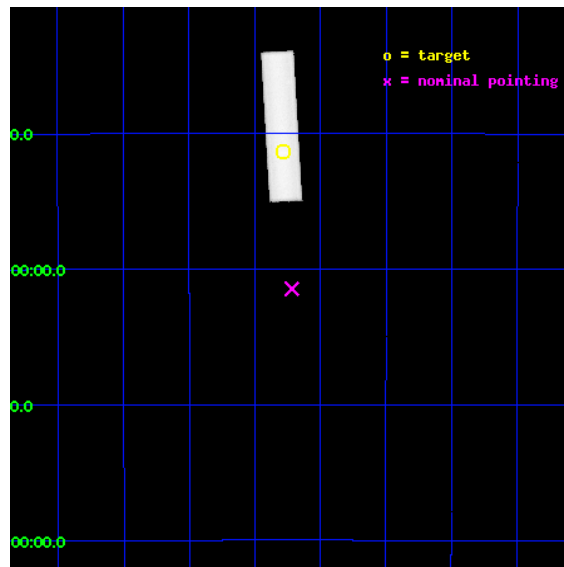 o = target
x = nominal pointing
0.0
00:00.0
0.0
00:00.0